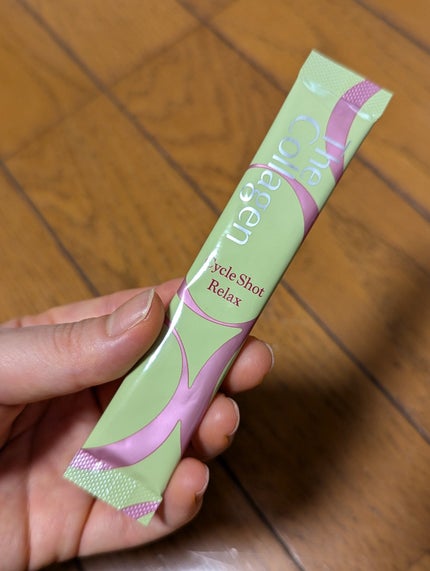 The
Collagen
Cycle Shot
Relax